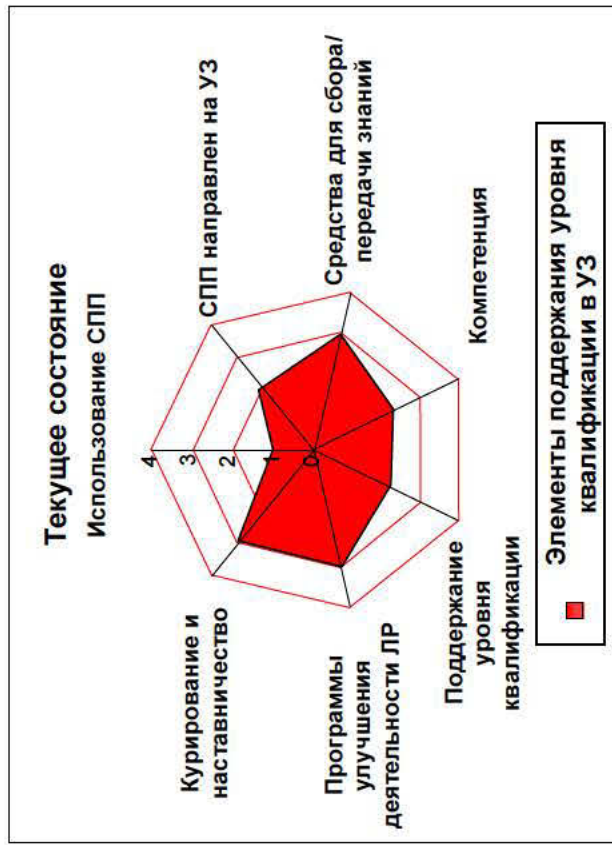 Текущее состояние
Использование СПП
СПП направлен на УЗ
Средства для сбора/
передачи знаний
Компетенция
Поддержание
уровня
квалификации
Программы
улучшения
деятельности ЛР
Курирование и
наставничество
4
3
2
1
0
Элементы поддержания уровня
квалификации в УЗ